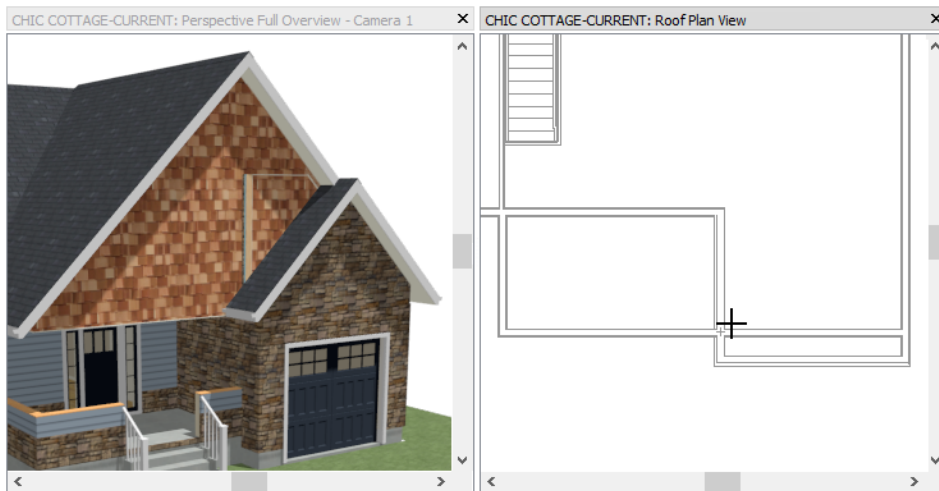 CHIC COTTAGE-CURRENT: Perspective Full Overview - Camera 1
CHIC COTTAGE-CURRENT: Roof Plan View